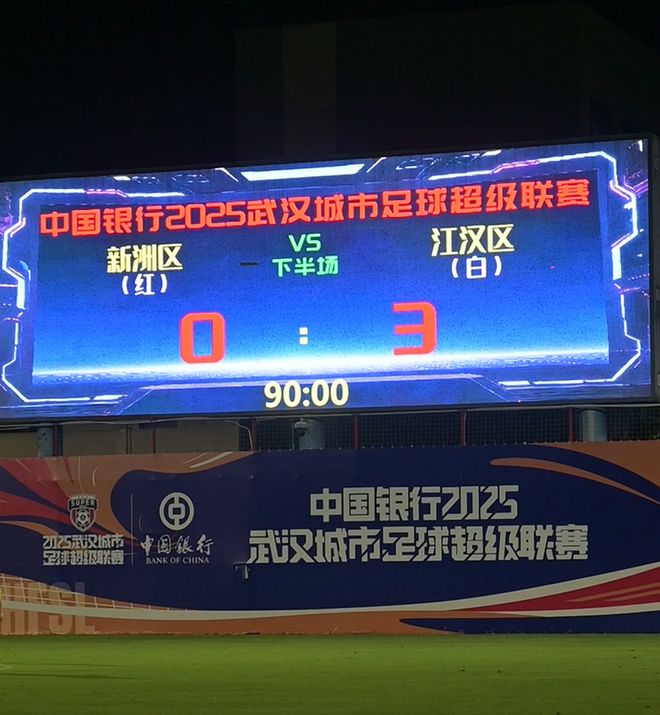 中国银行2025武汉城市足球超级联赛
新洲区 VS 江汉区
(红) 下半场 (白)
0 : 3
90:00
SUPER
2025武汉城市
足球超级联赛
中国银行
BANK OF CHINA
中国银行2025
武汉城市足球超级联赛